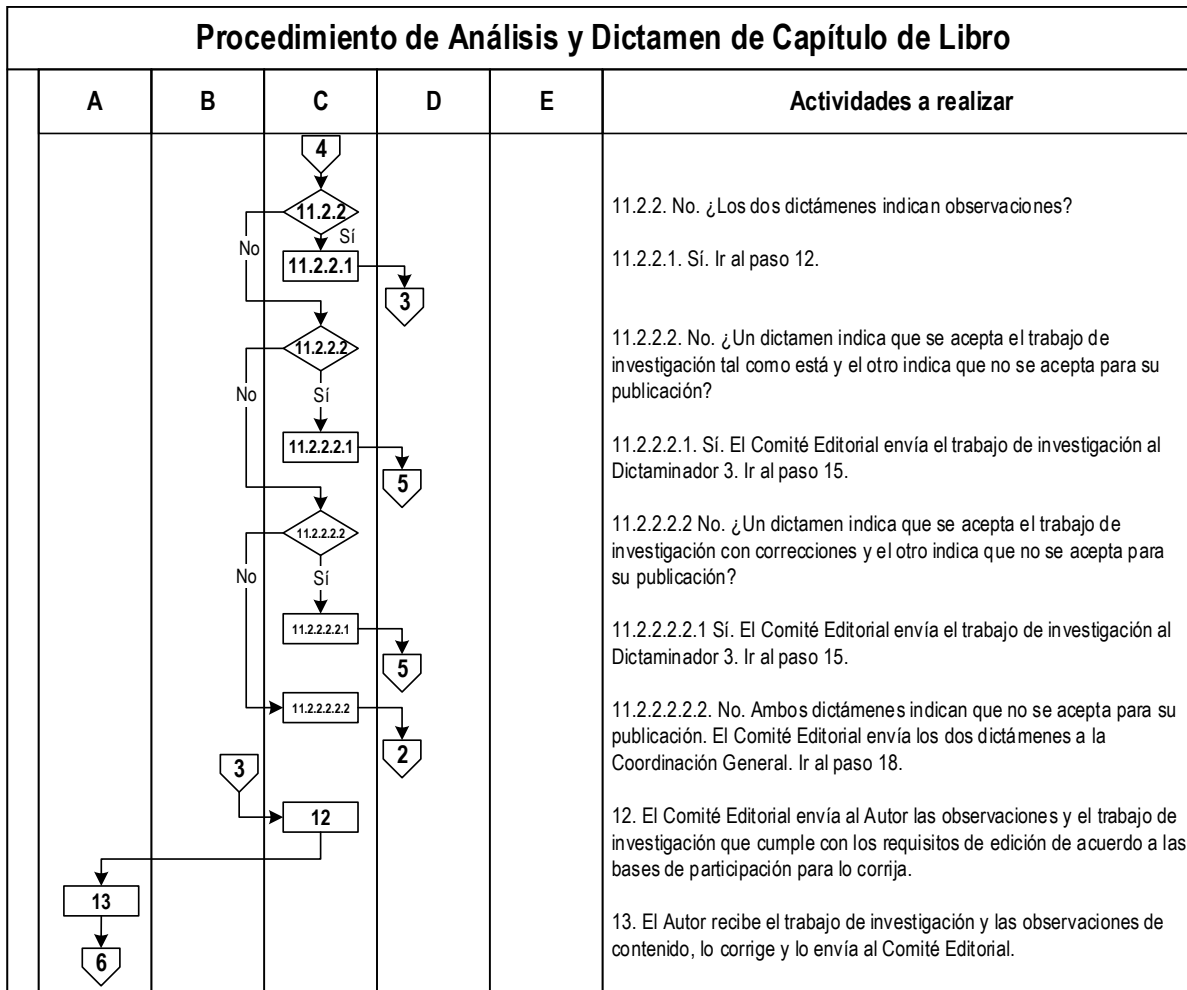 Procedimiento de Análisis y Dictamen de Capítulo de Libro
A
B
C
D
E
Actividades a realizar
4
11.2.2
No
Sí
11.2.2.1
3
11.2.2.2
No
Sí
11.2.2.2.1
5
11.2.2.2.2
No
Sí
11.2.2.2.2.1
5
11.2.2.2.2.2
2
3
12
13
6
11.2.2. No. ¿Los dos dictámenes indican observaciones?
11.2.2.1. Sí. Ir al paso 12.
11.2.2.2. No. ¿Un dictamen indica que se acepta el trabajo de
investigación tal como está y el otro indica que no se acepta para su
publicación?
11.2.2.2.1. Sí. El Comité Editorial envía el trabajo de investigación al
Dictaminador 3. Ir al paso 15.
11.2.2.2.2 No. ¿Un dictamen indica que se acepta el trabajo de
investigación con correcciones y el otro indica que no se acepta para
su publicación?
11.2.2.2.2.1 Sí. El Comité Editorial envía el trabajo de investigación al
Dictaminador 3. Ir al paso 15.
11.2.2.2.2.2. No. Ambos dictámenes indican que no se acepta para su
publicación. El Comité Editorial envía los dos dictámenes a la
Coordinación General. Ir al paso 18.
12. El Comité Editorial envía al Autor las observaciones y el trabajo de
investigación que cumple con los requisitos de edición de acuerdo a las
bases de participación para lo corrija.
13. El Autor recibe el trabajo de investigación y las observaciones de
contenido, lo corrige y lo envía al Comité Editorial.